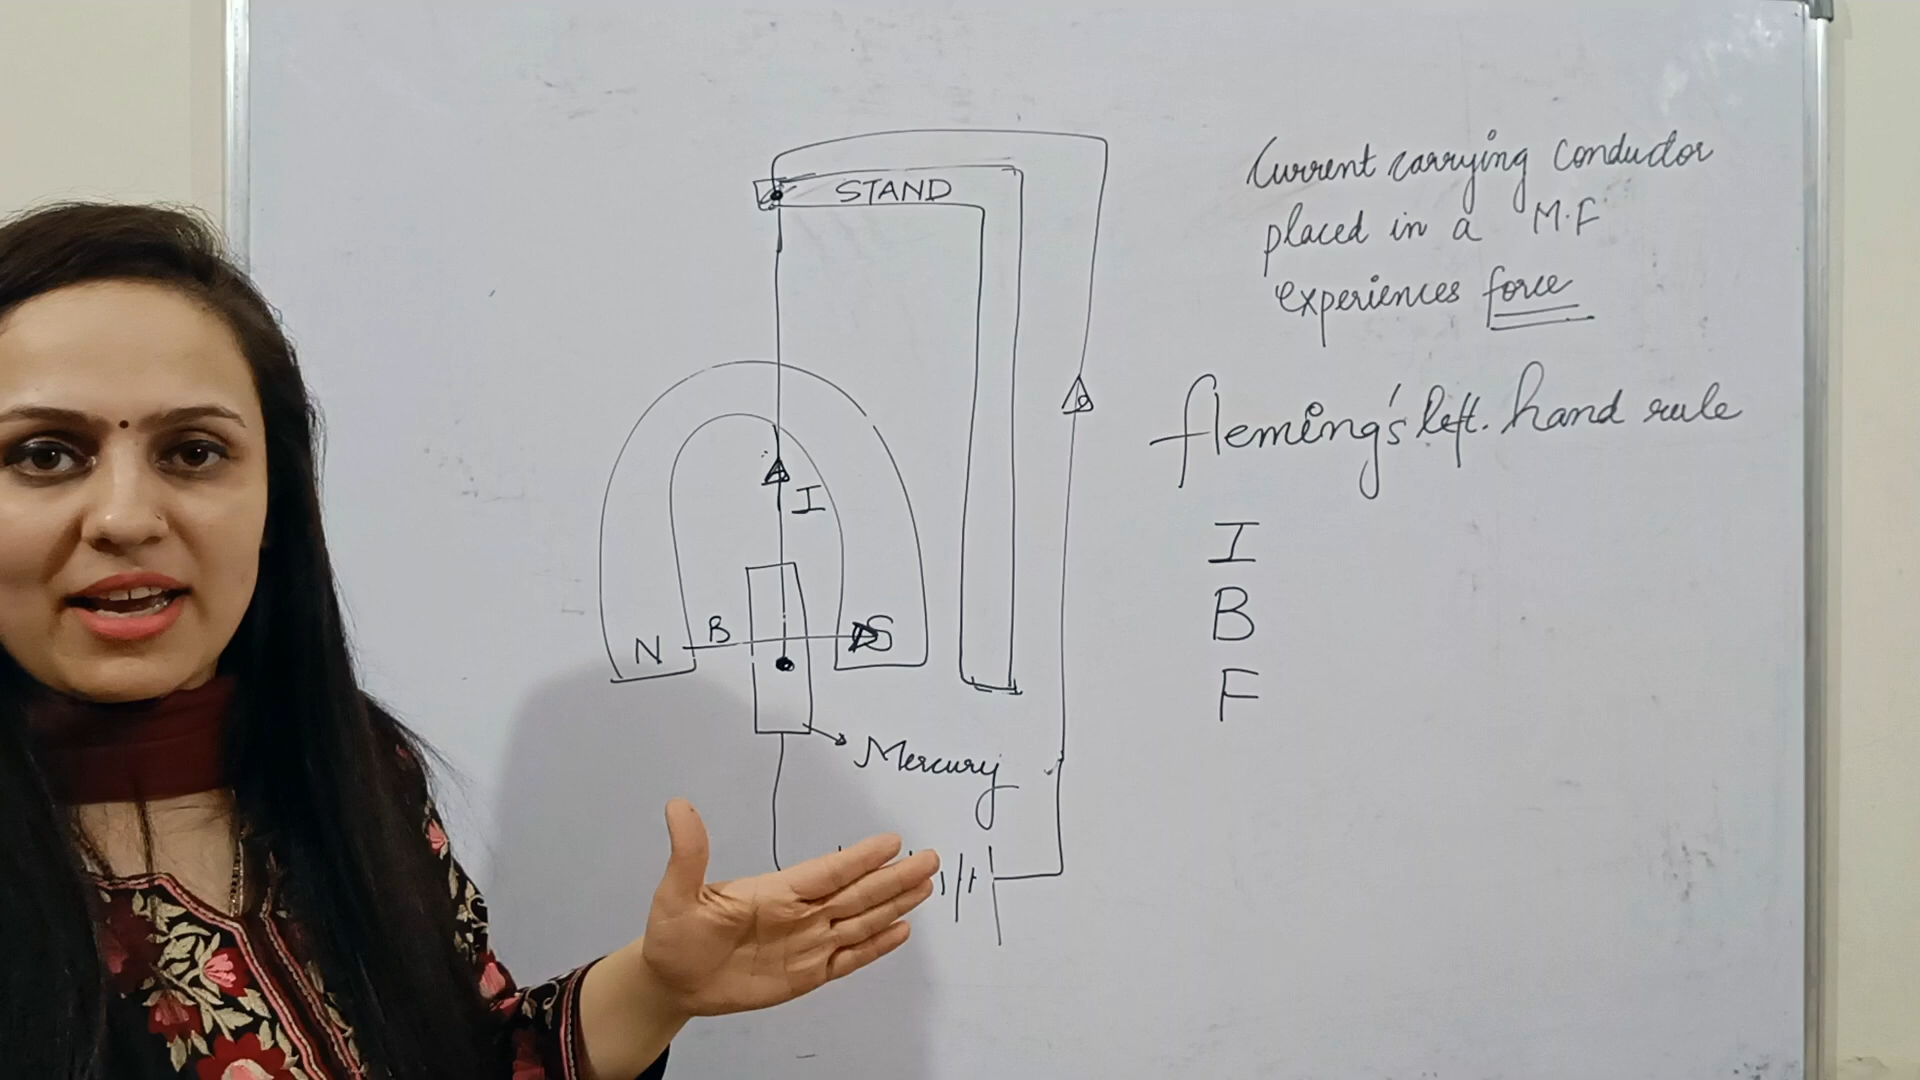 STAND
I
N
B
S
Mercury
Current carrying conductor
placed in a M.F
experiences force
fleming's left. hand rule
I
B
F